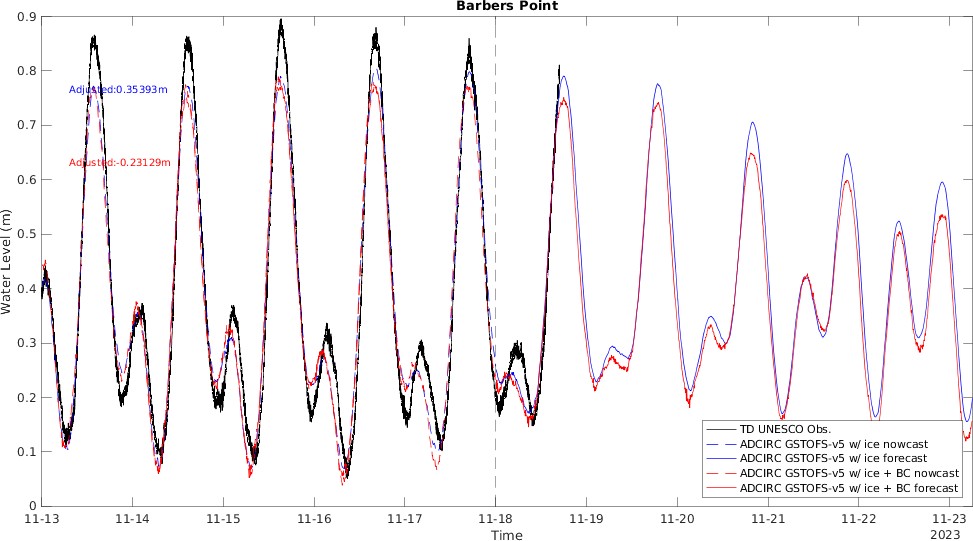 Barbers Point
0.9
0.8
0.7
0.6
0.5
0.4
0.3
0.2
0.1
0
Water Level (m)
Adjusted:0.35393m
Adjusted:-0.23129m
TD UNESCO Obs.
ADCIRC GSTOFS-v5 w/ ice nowcast
ADCIRC GSTOFS-v5 w/ ice forecast
ADCIRC GSTOFS-v5 w/ ice + BC nowcast
ADCIRC GSTOFS-v5 w/ ice + BC forecast
11-13 11-14 11-15 11-16 11-17 11-18 11-19 11-20 11-21 11-22 11-23
Time
2023